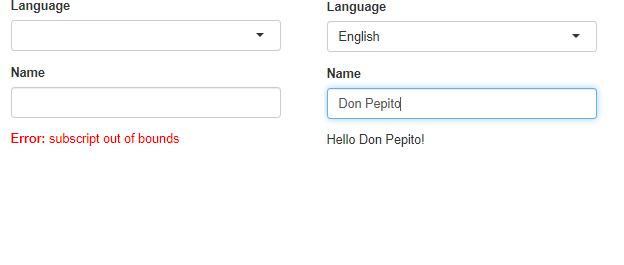 Language
Name
Error: subscript out of bounds
Language
English
Name
Don Pepito
Hello Don Pepito!